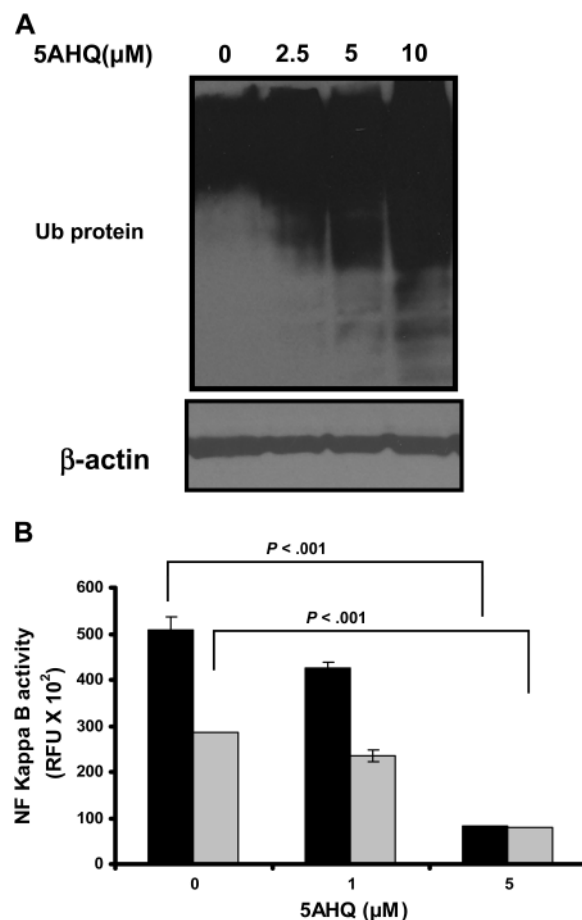 A
5AHQ(µM) 0 2.5 5 10
Ub protein
β-actin
B
P < .001
P < .001
NF Kappa B activity
(RFU X 10²)
600
500
400
300
200
100
0
0 1 5
5AHQ (µM)